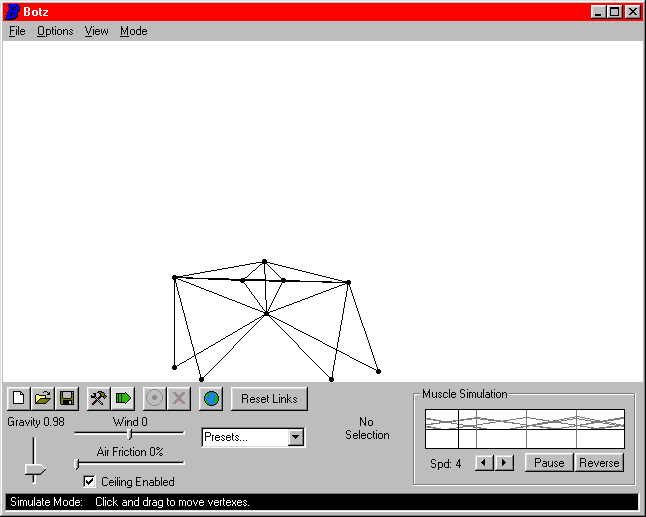 Botz
File Options View Mode
Reset Links
Gravity 0.98
Wind 0
Air Friction 0%
Ceiling Enabled
Presets...
No
Selection
Muscle Simulation
Spd: 4
Pause
Reverse
Simulate Mode: Click and drag to move vertexes.